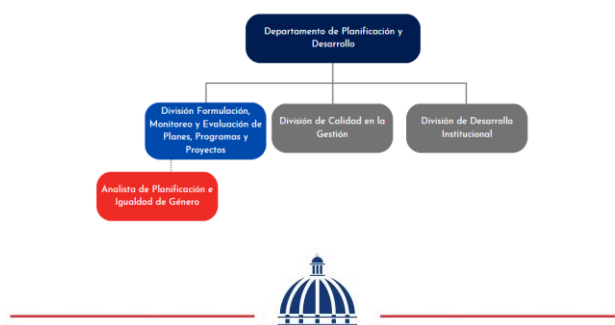 Departamento de Planificación y
Desarrollo
División Formulación,
Monitoreo y Evaluación de
Planes, Programas y
Proyectos
División de Calidad en la
Gestión
División de Desarrollo
Institucional
Analista de Planificación e
Igualdad de Género